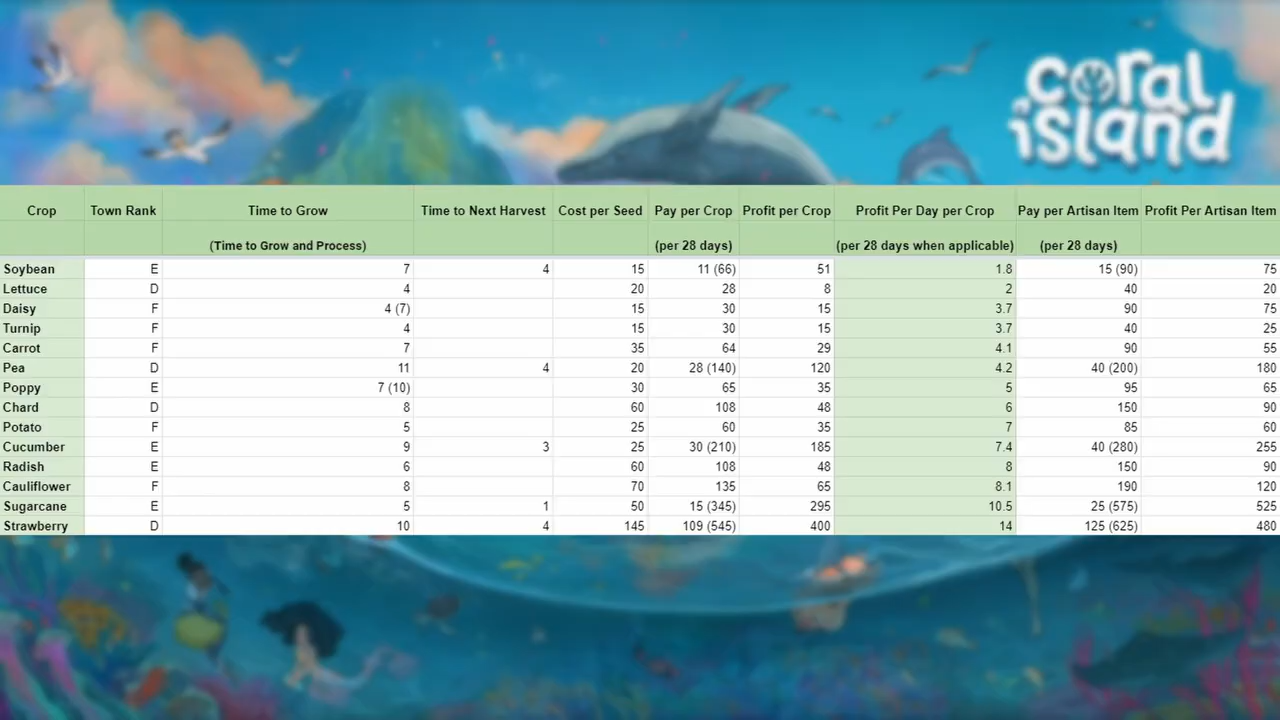 coral
island
Crop Town Rank Time to Grow Time to Next Harvest Cost per Seed Pay per Crop Profit per Crop Profit Per Day per Crop Pay per Artisan Item Profit Per Artisan Item
(Time to Grow and Process) (per 28 days) (per 28 days when applicable) (per 28 days)
Soybean E 7 4 15 11 (66) 51 1.8 15 (90) 75
Lettuce D 4 20 28 8 2 40 20
Daisy F 4 (7) 15 30 15 3.7 90 75
Turnip F 4 15 30 15 3.7 40 25
Carrot F 7 35 64 29 4.1 90 55
Pea D 11 4 20 28 (140) 120 4.2 40 (200) 180
Poppy E 7 (10) 30 65 35 5 95 65
Chard D 8 60 108 48 6 150 90
Potato F 5 25 60 35 7 85 60
Cucumber E 9 3 25 30 (210) 185 7.4 40 (280) 255
Radish E 6 60 108 48 8 150 90
Cauliflower F 8 70 135 65 8.1 190 120
Sugarcane E 5 1 50 15 (345) 295 10.5 25 (575) 525
Strawberry D 10 4 145 109 (545) 400 14 125 (625) 480